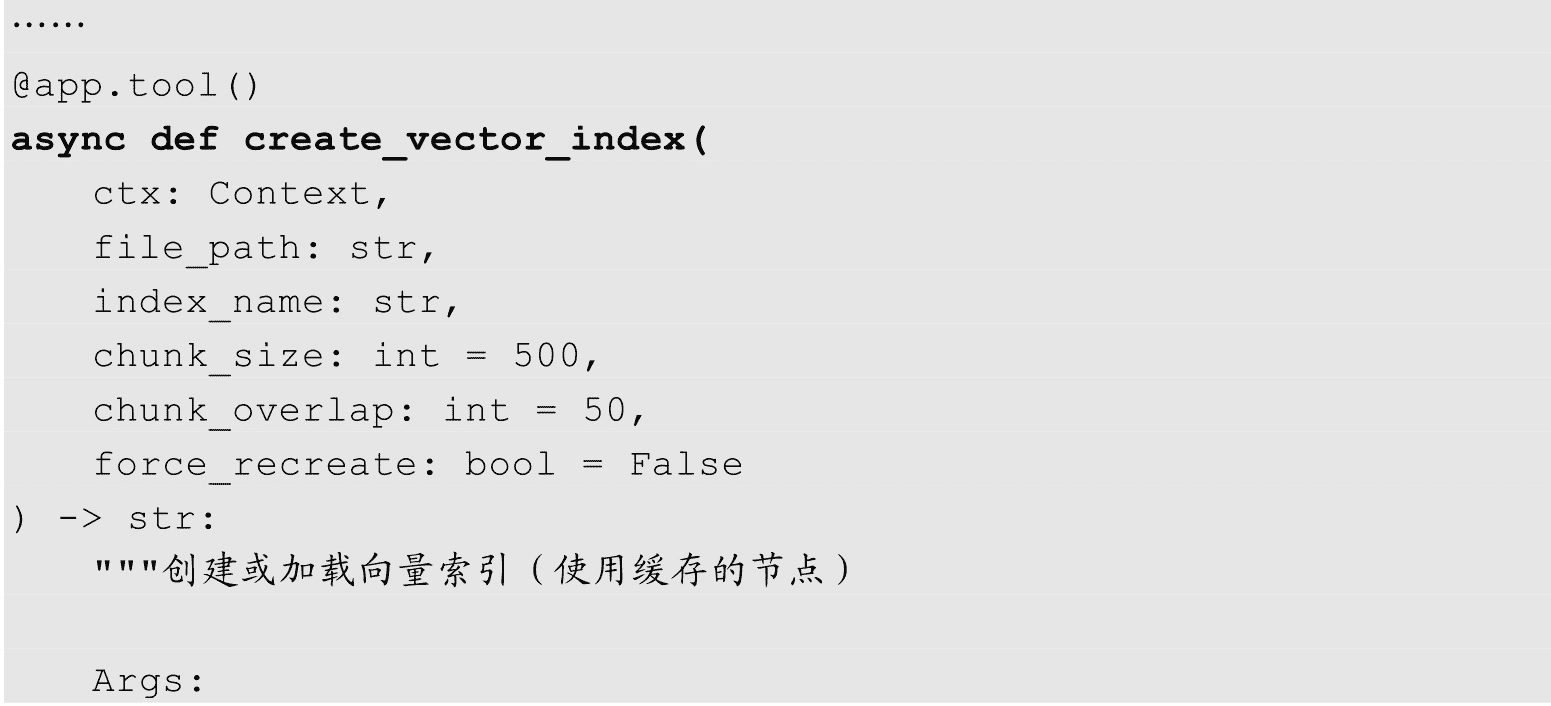 ……
@app.tool()
async def create_vector_index(
    ctx: Context,
    file_path: str,
    index_name: str,
    chunk_size: int = 500,
    chunk_overlap: int = 50,
    force_recreate: bool = False
) -> str:
    """创建或加载向量索引（使用缓存的节点）
    Args: